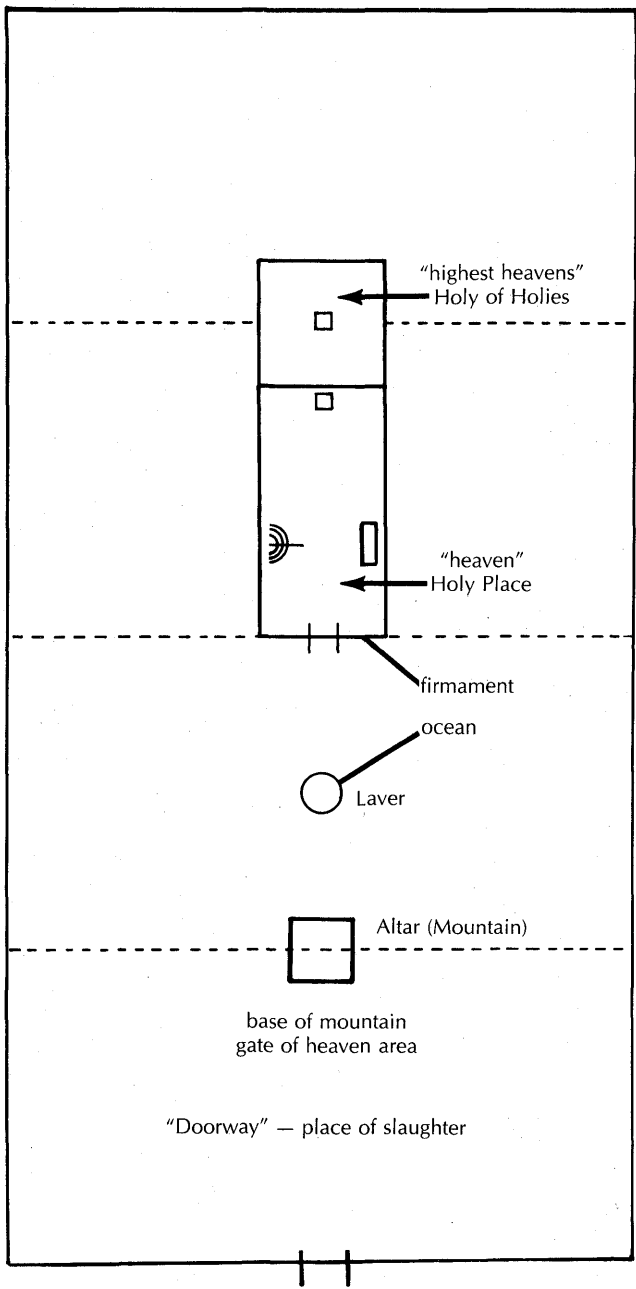 “highest heavens”
Holy of Holies
“heaven”
Holy Place
firmament
ocean
Laver
Altar (Mountain)
base of mountain
gate of heaven area
“Doorway” — place of slaughter